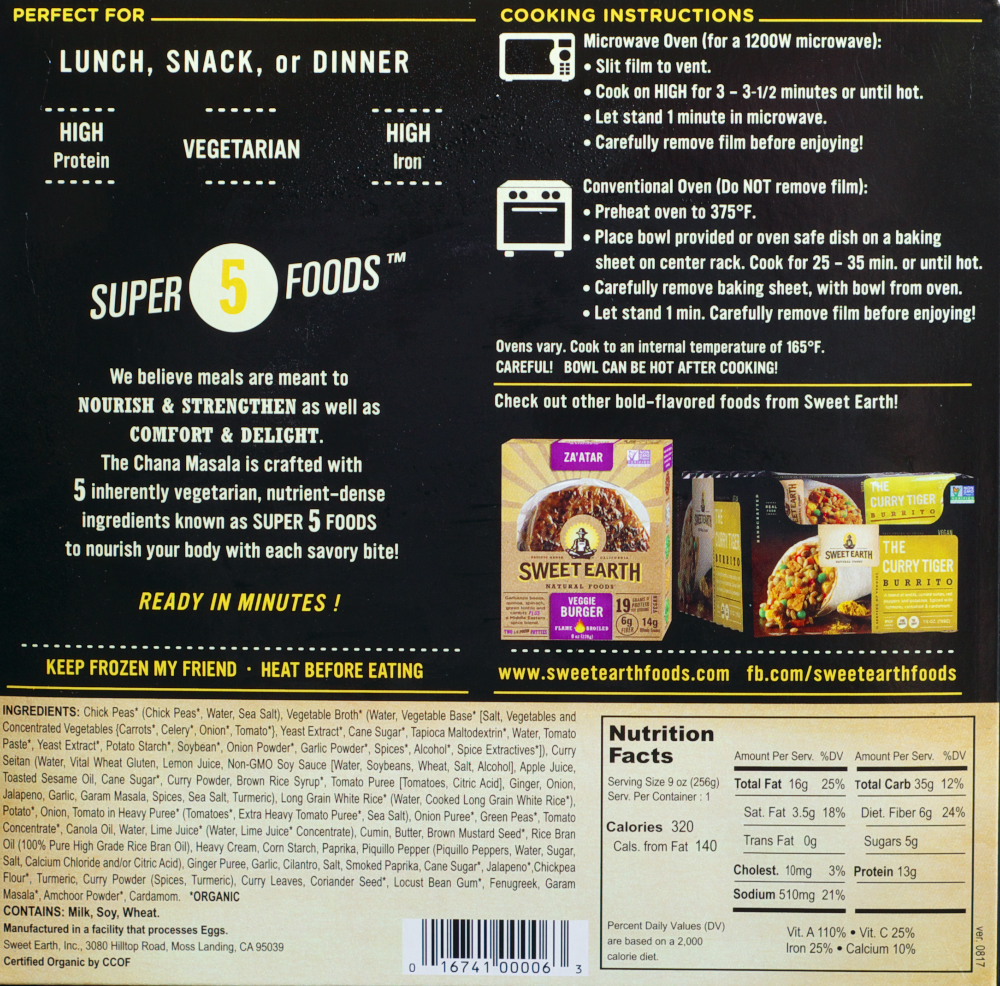 PERFECT FOR
LUNCH, SNACK, or DINNER
HIGH
Protein
VEGETARIAN
HIGH
Iron
SUPER 5 FOODS™
We believe meals are meant to
NOURISH & STRENGTHEN as well as
COMFORT & DELIGHT.
The Chana Masala is crafted with
5 inherently vegetarian, nutrient-dense
ingredients known as SUPER 5 FOODS
to nourish your body with each savory bite!
READY IN MINUTES !
KEEP FROZEN MY FRIEND · HEAT BEFORE EATING
COOKING INSTRUCTIONS
Microwave Oven (for a 1200W microwave):
• Slit film to vent.
• Cook on HIGH for 3 – 3-1/2 minutes or until hot.
• Let stand 1 minute in microwave.
• Carefully remove film before enjoying!
Conventional Oven (Do NOT remove film):
• Preheat oven to 375°F.
• Place bowl provided or oven safe dish on a baking
sheet on center rack. Cook for 25 – 35 min. or until hot.
• Carefully remove baking sheet, with bowl from oven.
• Let stand 1 min. Carefully remove film before enjoying!
Ovens vary. Cook to an internal temperature of 165°F.
CAREFUL! BOWL CAN BE HOT AFTER COOKING!
Check out other bold-flavored foods from Sweet Earth!
ZA'ATAR
SWEET EARTH
NATURAL FOODS
VEGGIE
BURGER
FLAME BROILED
19
6g
14g
VEGAN
THE
CURRY TIGER
BURRITO
SWEET EARTH
THE
CURRY TIGER
BURRITO
www.sweetearthfoods.com fb.com/sweetearthfoods
INGREDIENTS: Chick Peas* (Chick Peas*, Water, Sea Salt), Vegetable Broth* (Water, Vegetable Base* [Salt, Vegetables and
Concentrated Vegetables {Carrots*, Celery*, Onion*, Tomato*}, Yeast Extract*, Cane Sugar*, Tapioca Maltodextrin*, Water, Tomato
Paste*, Yeast Extract*, Potato Starch*, Soybean*, Onion Powder*, Garlic Powder*, Spices*, Alcohol*, Spice Extractives*]), Curry
Seitan (Water, Vital Wheat Gluten, Lemon Juice, Non-GMO Soy Sauce [Water, Soybeans, Wheat, Salt, Alcohol], Apple Juice,
Toasted Sesame Oil, Cane Sugar*, Curry Powder, Brown Rice Syrup*, Tomato Puree [Tomatoes, Citric Acid], Ginger, Onion,
Jalapeno, Garlic, Garam Masala, Spices, Sea Salt, Turmeric), Long Grain White Rice* (Water, Cooked Long Grain White Rice*),
Potato*, Onion, Tomato in Heavy Puree* (Tomatoes*, Extra Heavy Tomato Puree*, Sea Salt), Onion Puree*, Green Peas*, Tomato
Concentrate*, Canola Oil, Water, Lime Juice* (Water, Lime Juice* Concentrate), Cumin, Butter, Brown Mustard Seed*, Rice Bran
Oil (100% Pure High Grade Rice Bran Oil), Heavy Cream, Corn Starch, Paprika, Piquillo Pepper (Piquillo Peppers, Water, Sugar,
Salt, Calcium Chloride and/or Citric Acid), Ginger Puree, Garlic, Cilantro, Salt, Smoked Paprika, Cane Sugar*, Jalapeno*,Chickpea
Flour*, Turmeric, Curry Powder (Spices, Turmeric), Curry Leaves, Coriander Seed*, Locust Bean Gum*, Fenugreek, Garam
Masala*, Amchoor Powder*, Cardamom. *ORGANIC
CONTAINS: Milk, Soy, Wheat.
Manufactured in a facility that processes Eggs.
Sweet Earth, Inc., 3080 Hilltop Road, Moss Landing, CA 95039
Certified Organic by CCOF
0 16741 00006 3
Nutrition
Facts
Serving Size 9 oz (256g)
Serv. Per Container : 1
Calories 320
Cals. from Fat 140
Percent Daily Values (DV)
are based on a 2,000
calorie diet.
Amount Per Serv. %DV Amount Per Serv. %DV
Total Fat 16g 25% Total Carb 35g 12%
Sat. Fat 3.5g 18% Diet. Fiber 6g 24%
Trans Fat 0g Sugars 5g
Cholest. 10mg 3% Protein 13g
Sodium 510mg 21%
Vit. A 110% • Vit. C 25%
Iron 25% • Calcium 10%
ver. 0817